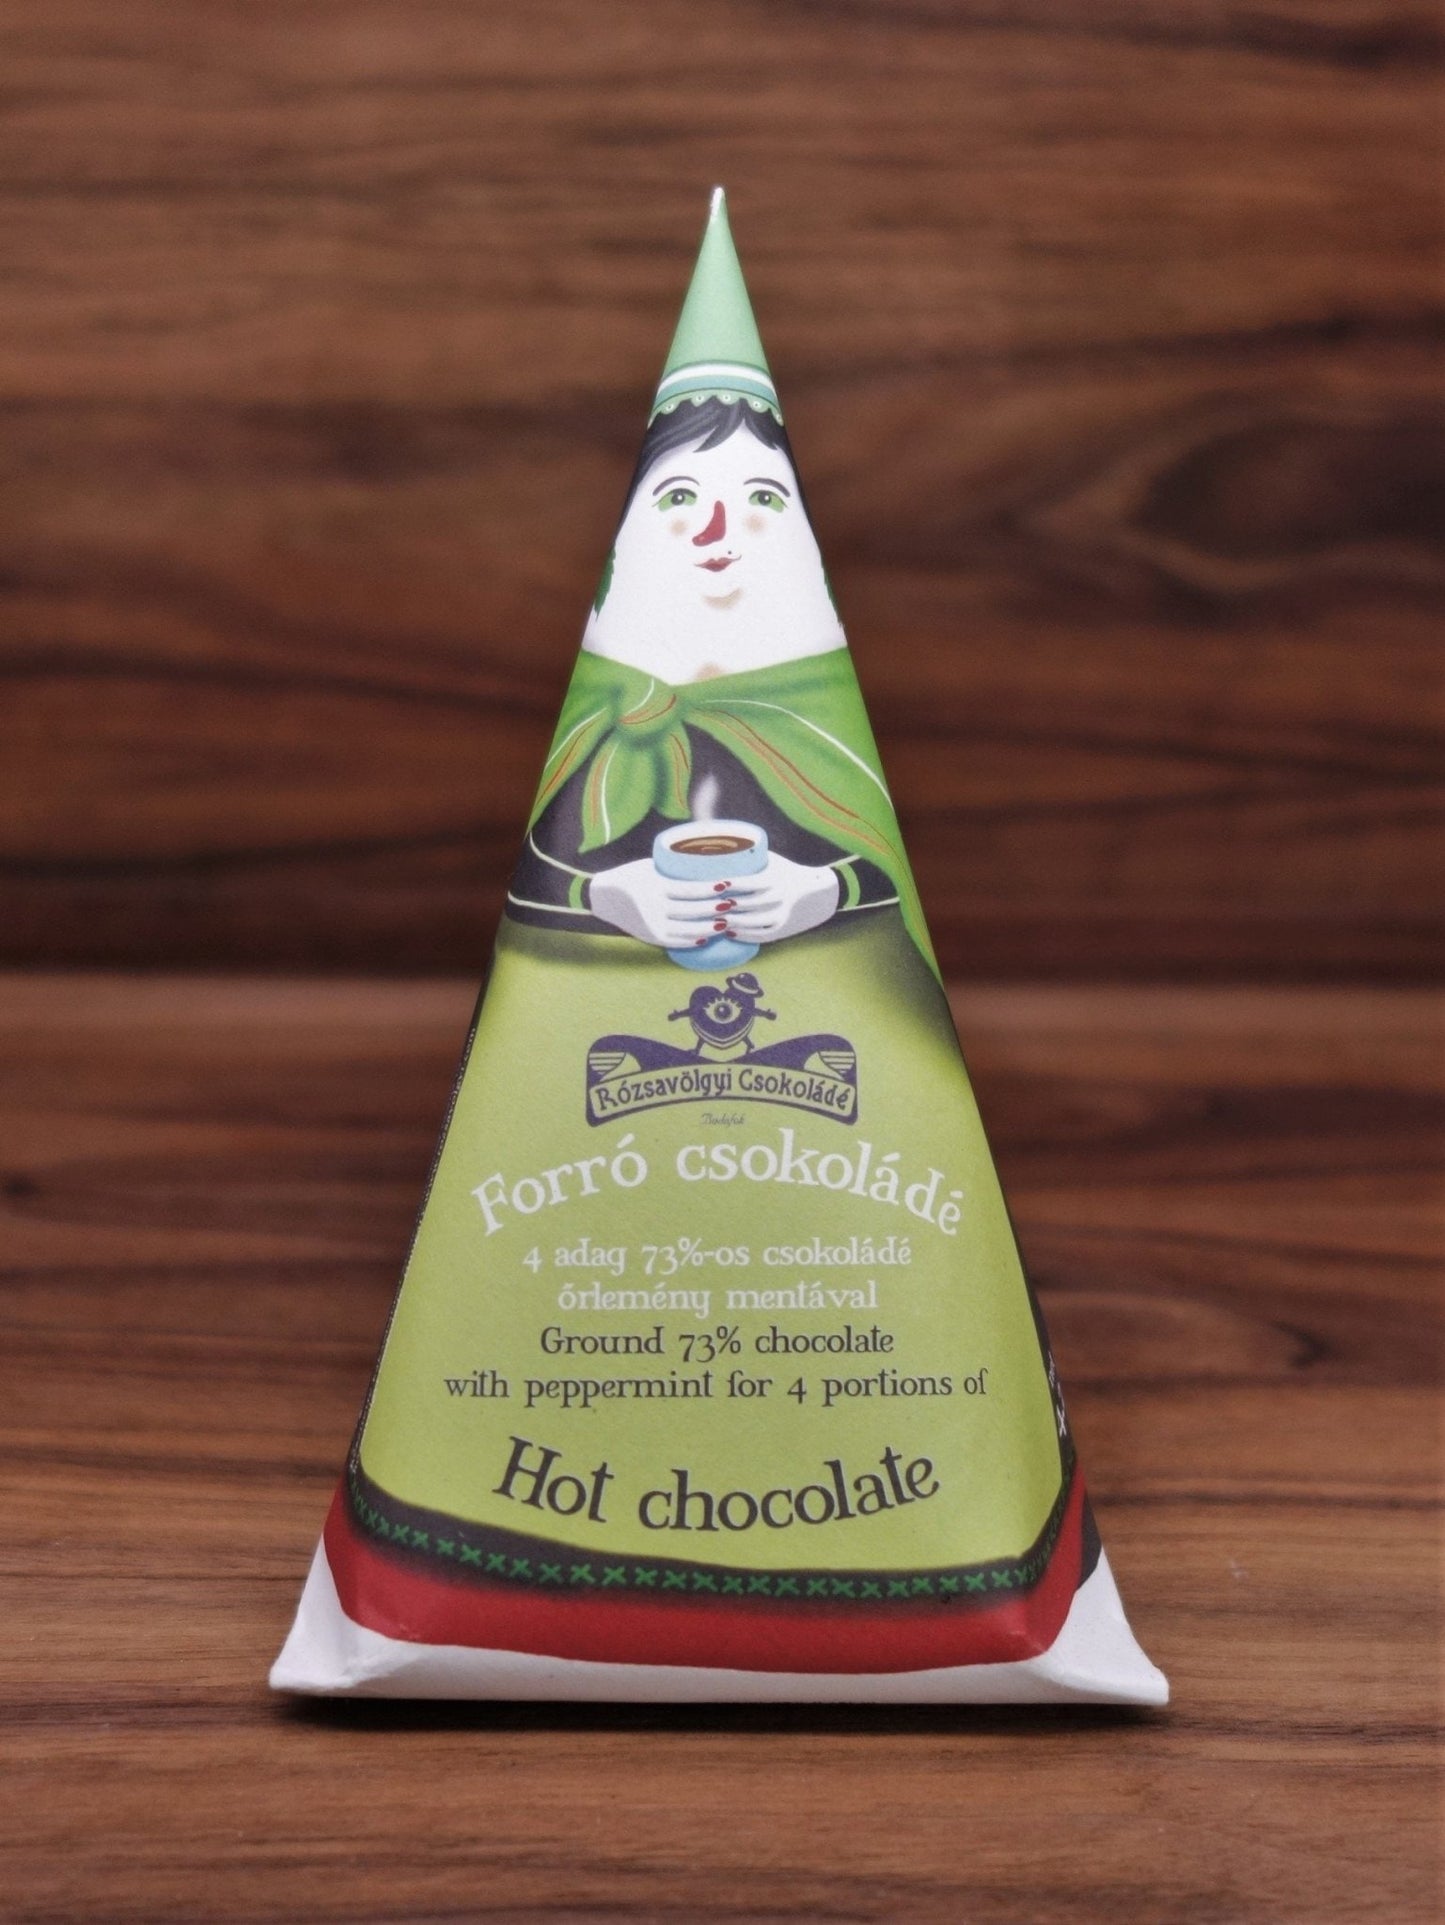 Rózsavölgyi Csokoládé
Budafok
Forró csokoládé
4 adag 73%-os csokoládé
őrlemény mentával
Ground 73% chocolate
with peppermint for 4 portions of
Hot chocolate